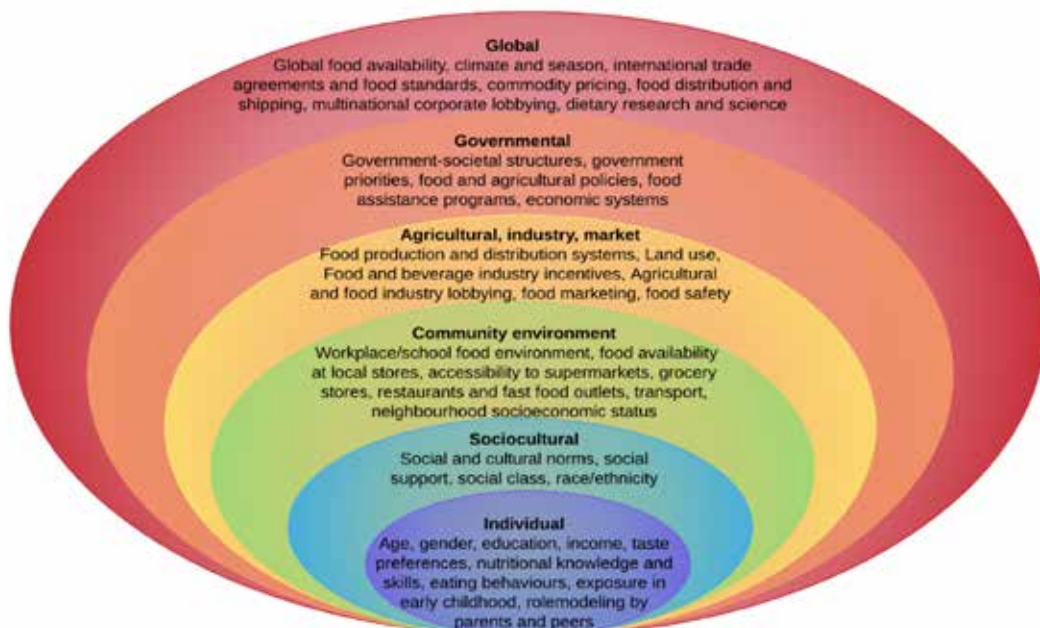 Global
Global food availability, climate and season, international trade
agreements and food standards, commodity pricing, food distribution and
shipping, multinational corporate lobbying, dietary research and science
Governmental
Government-societal structures, government
priorities, food and agricultural policies, food
assistance programs, economic systems
Agricultural, industry, market
Food production and distribution systems, Land use,
Food and beverage industry incentives, Agricultural
and food industry lobbying, food marketing, food safety
Community environment
Workplace/school food environment, food availability
at local stores, accessibility to supermarkets, grocery
stores, restaurants and fast food outlets, transport,
neighbourhood socioeconomic status
Sociocultural
Social and cultural norms, social
support, social class, race/ethnicity
Individual
Age, gender, education, income, taste
preferences, nutritional knowledge and
skills, eating behaviours, exposure in
early childhood, rolemodeling by
parents and peers